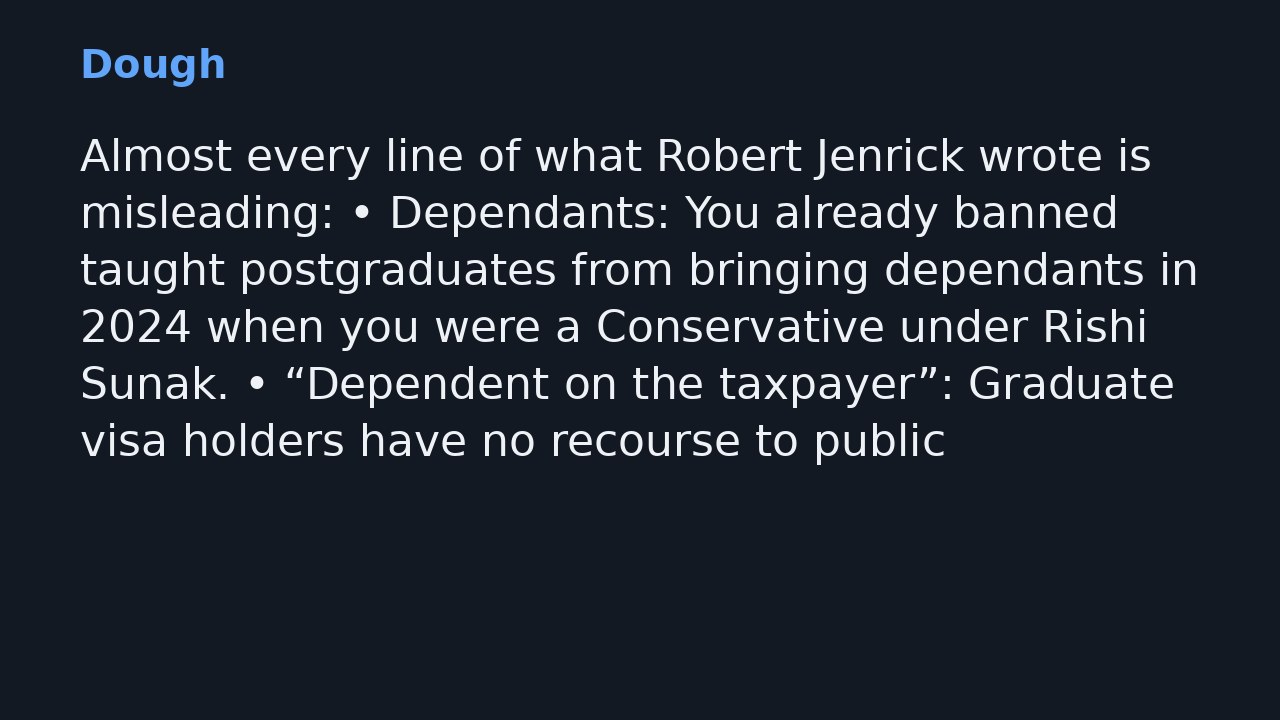 Dough
Almost every line of what Robert Jenrick wrote is
misleading: • Dependants: You already banned
taught postgraduates from bringing dependants in
2024 when you were a Conservative under Rishi
Sunak. • “Dependent on the taxpayer”: Graduate
visa holders have no recourse to public